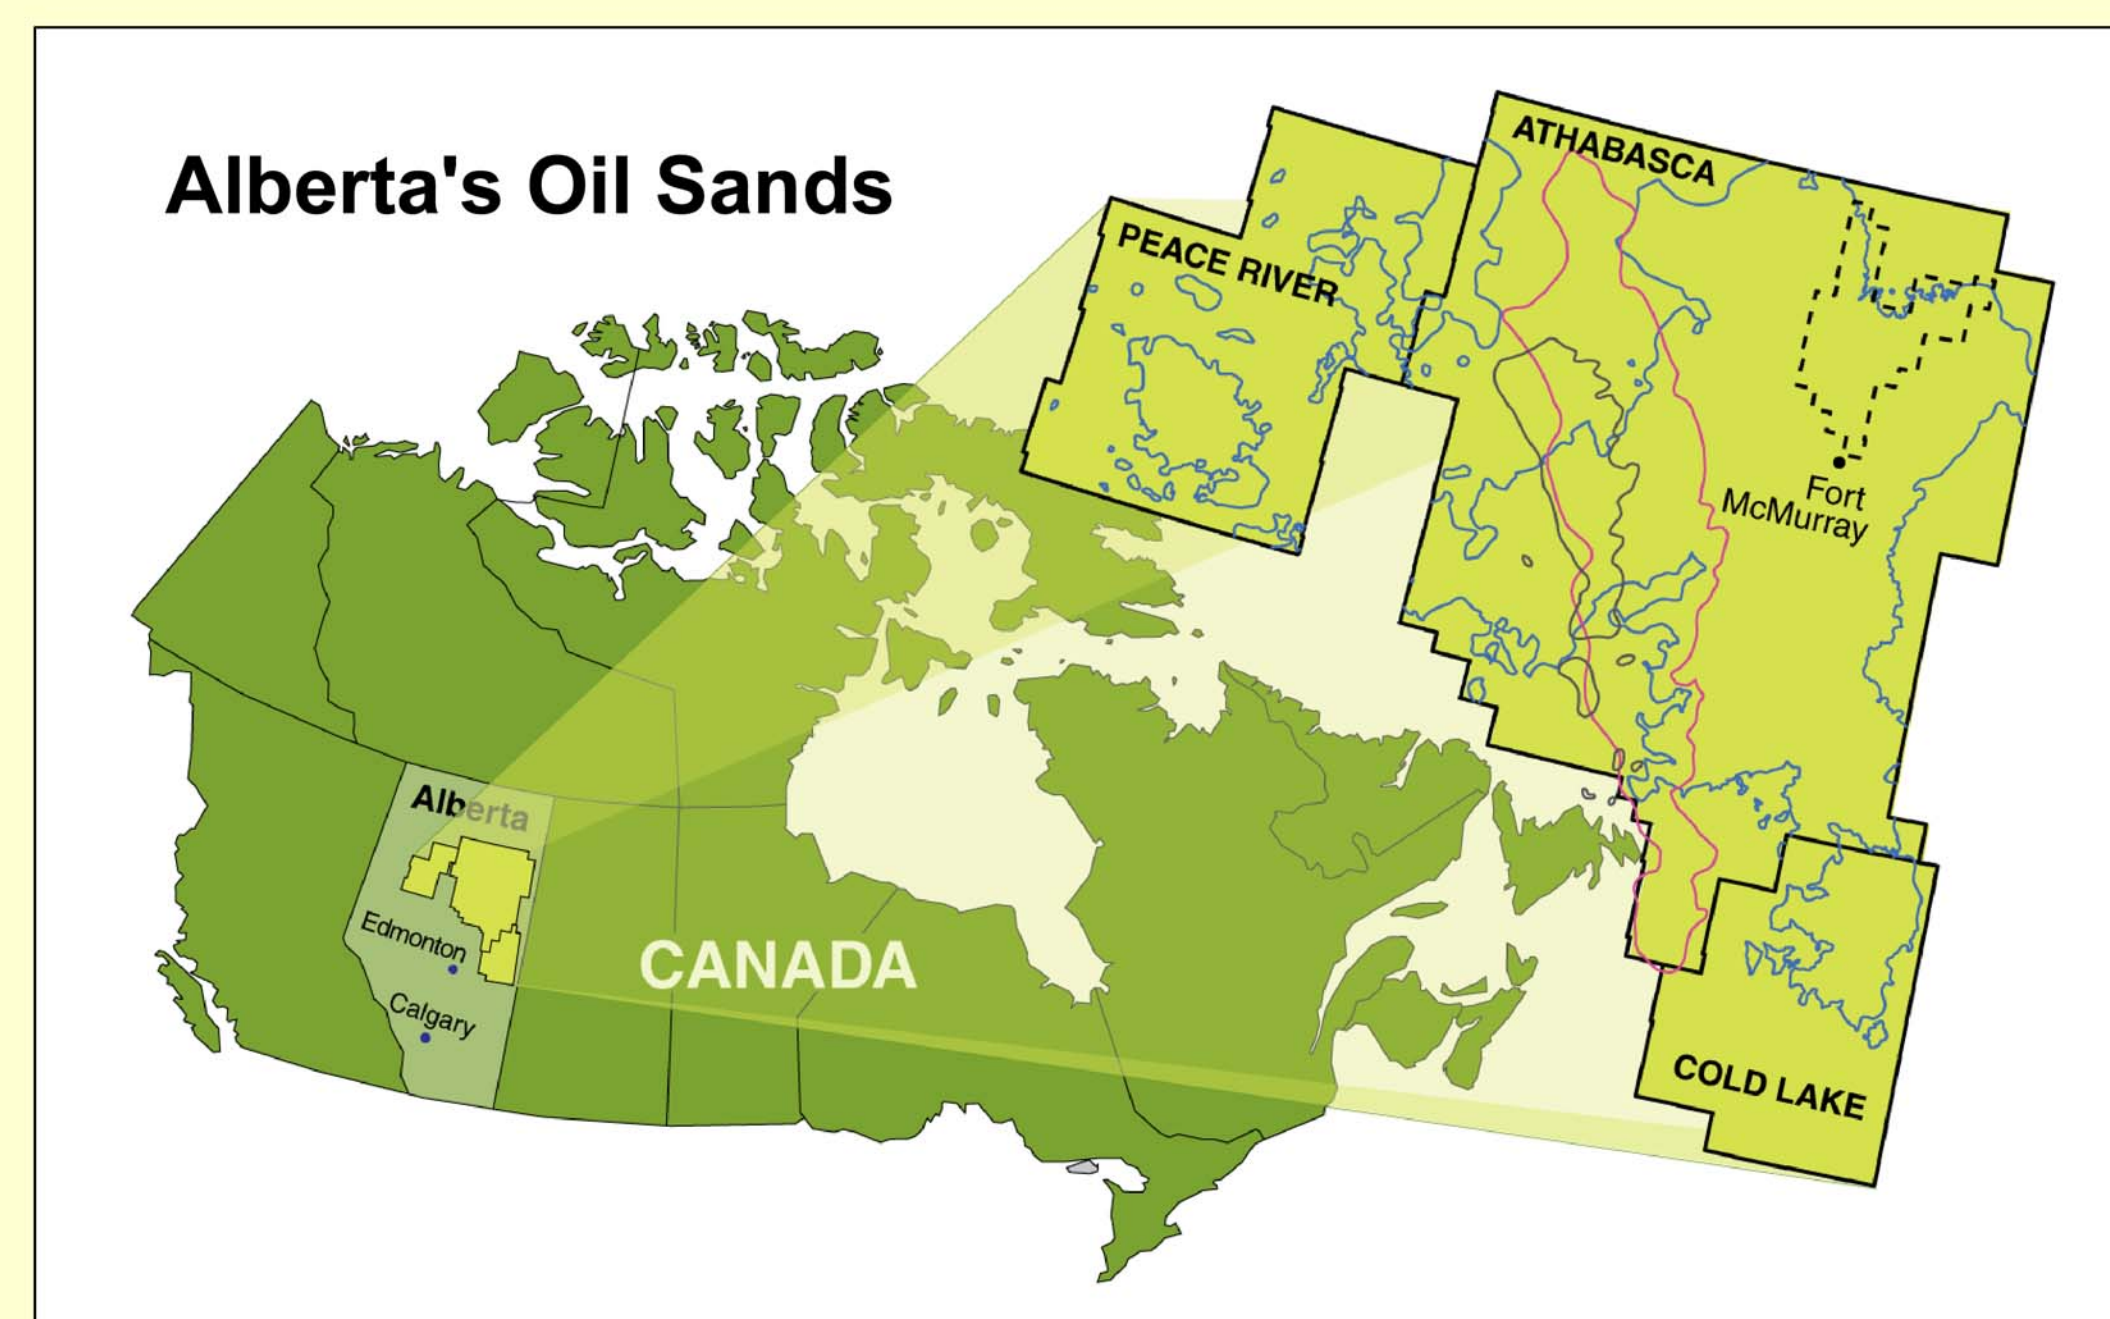 Alberta's Oil Sands
ATHABASCA
PEACE RIVER
Fort
McMurray
Alberta
Edmonton
Calgary
CANADA
COLD LAKE